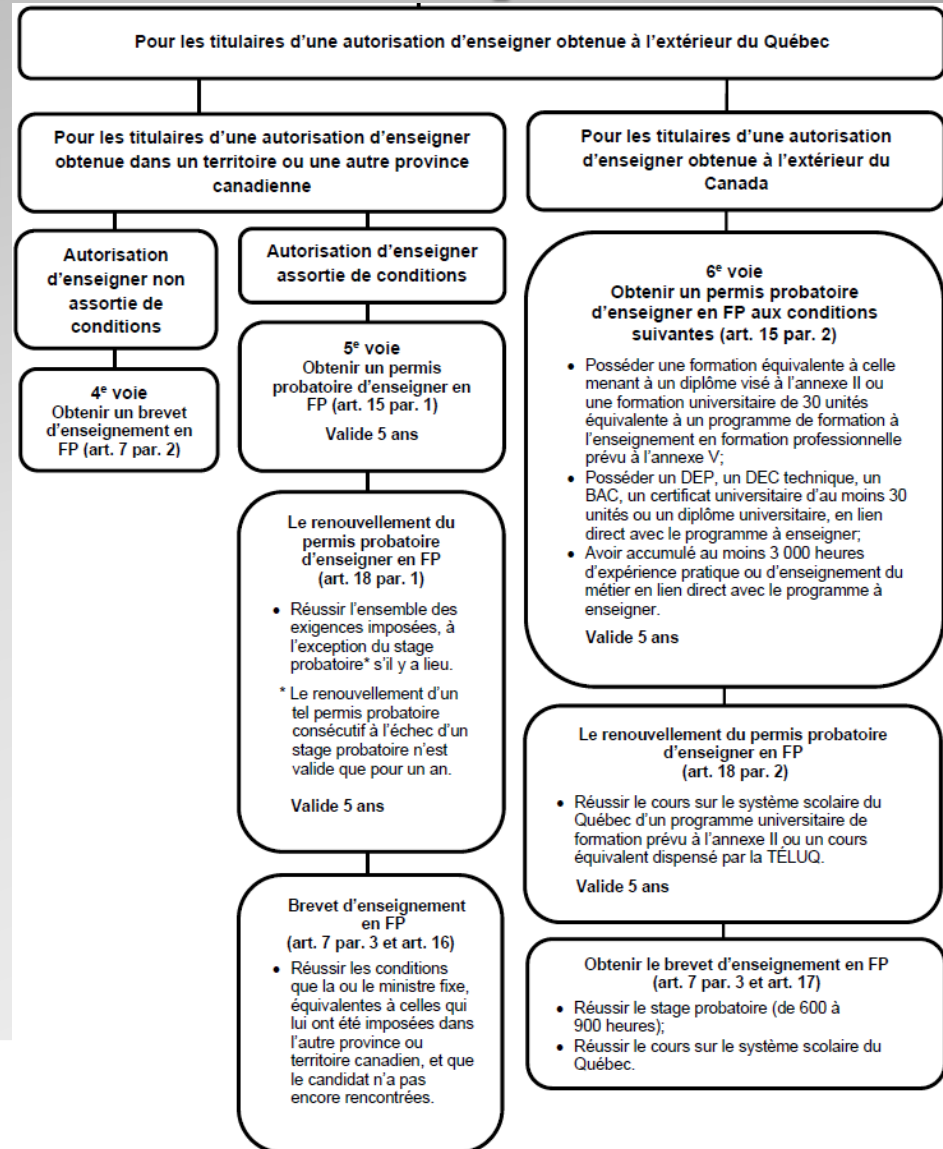 Pour les titulaires d'une autorisation d'enseigner obtenue à l'extérieur du Québec
Pour les titulaires d'une autorisation d'enseigner
obtenue dans un territoire ou une autre province
canadienne
Pour les titulaires d'une autorisation
d'enseigner obtenue à l'extérieur du
Canada
Autorisation
d'enseigner non
assortie de
conditions
4e voie
Obtenir un brevet
d'enseignement en
FP (art. 7 par. 2)
Autorisation d'enseigner
assortie de conditions
5e voie
Obtenir un permis
probatoire d'enseigner en
FP (art. 15 par. 1)
Valide 5 ans
Le renouvellement du
permis probatoire
d'enseigner en FP
(art. 18 par. 1)
• Réussir l'ensemble des
exigences imposées, à
l'exception du stage
probatoire* s'il y a lieu.
* Le renouvellement d'un
tel permis probatoire
consécutif à l'échec d'un
stage probatoire n'est
valide que pour un an.
Valide 5 ans
Brevet d'enseignement
en FP
(art. 7 par. 3 et art. 16)
• Réussir les conditions
que la ou le ministre fixe,
équivalentes à celles qui
lui ont été imposées dans
l'autre province ou
territoire canadien, et que
le candidat n'a pas
encore rencontrées.
6e voie
Obtenir un permis probatoire
d'enseigner en FP aux conditions
suivantes (art. 15 par. 2)
• Posséder une formation équivalente à celle
menant à un diplôme visé à l'annexe II ou
une formation universitaire de 30 unités
équivalente à un programme de formation à
l'enseignement en formation professionnelle
prévu à l'annexe V;
• Posséder un DEP, un DEC technique, un
BAC, un certificat universitaire d'au moins 30
unités ou un diplôme universitaire, en lien
direct avec le programme à enseigner;
• Avoir accumulé au moins 3 000 heures
d'expérience pratique ou d'enseignement du
métier en lien direct avec le programme à
enseigner.
Valide 5 ans
Le renouvellement du permis probatoire
d'enseigner en FP
(art. 18 par. 2)
• Réussir le cours sur le système scolaire du
Québec d'un programme universitaire de
formation prévu à l'annexe II ou un cours
équivalent dispensé par la TÉLUQ.
Valide 5 ans
Obtenir le brevet d'enseignement en FP
(art. 7 par. 3 et art. 17)
• Réussir le stage probatoire (de 600 à
900 heures);
• Réussir le cours sur le système scolaire du
Québec.